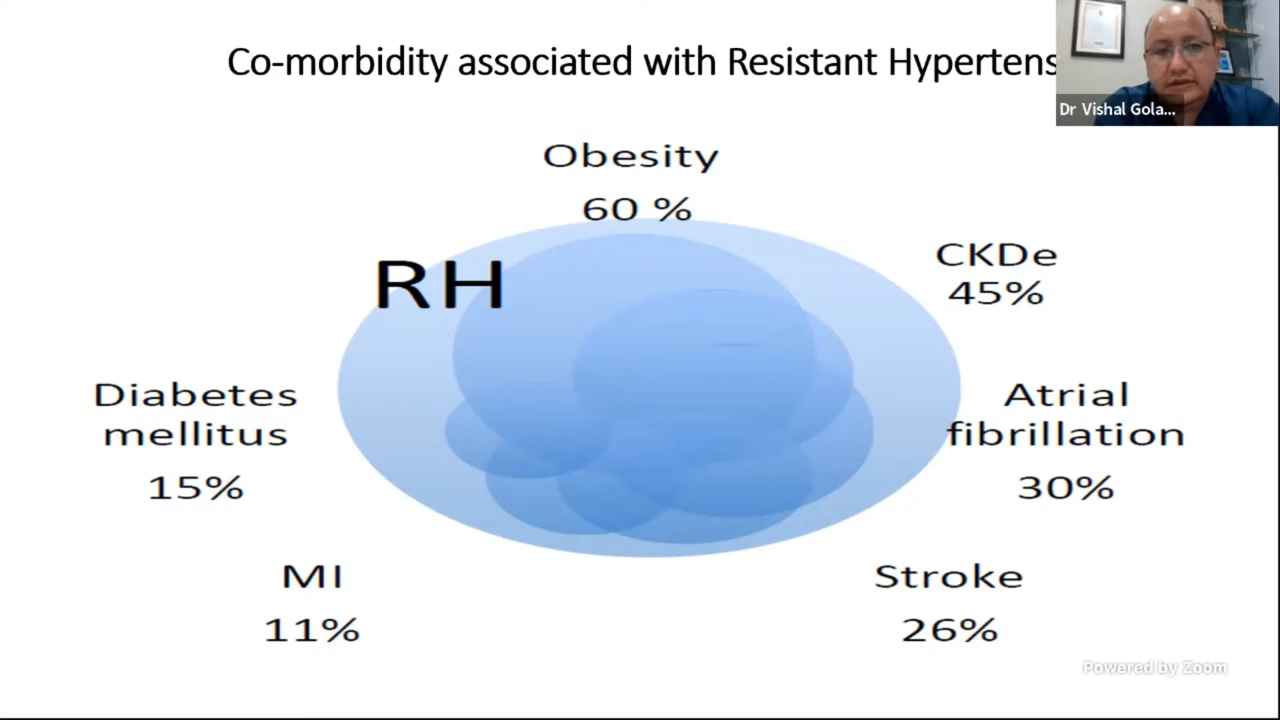 Co-morbidity associated with Resistant Hypertens
Dr Vishal Gola...
Obesity
60 %
RH
CKDe
45%
Diabetes
mellitus
15%
Atrial
fibrillation
30%
MI
11%
Stroke
26%
Powered by Zoom